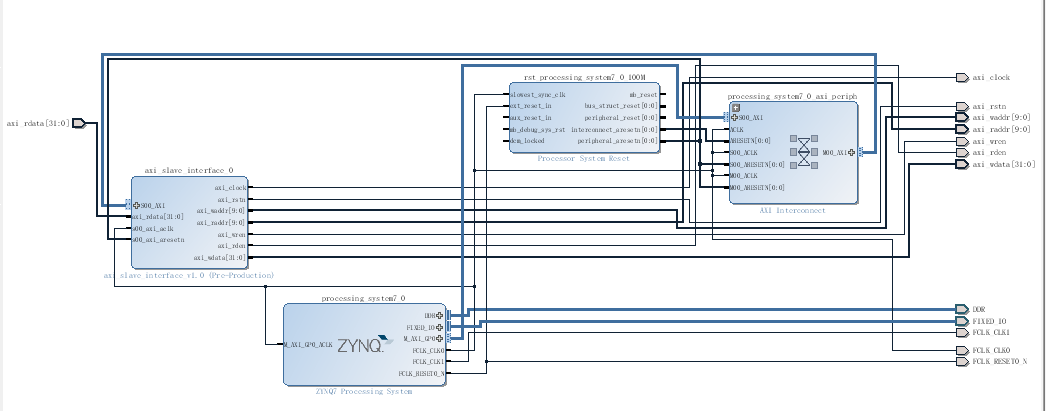 axi_rdata[31:0]
axi_slave_interface_0
S00_AXI
axi_rdata[31:0]
s00_axi_aclk
s00_axi_aresetn
axi_clock
axi_rstn
axi_waddr[9:0]
axi_raddr[9:0]
axi_wren
axi_rden
axi_wdata[31:0]
axi_slave_interface_v1.0 (Pre-Production)
processing_system7_0
M_AXI_GP0_ACLK
ZYNQ
DDR
FIXED_IO
M_AXI_GP0
FCLK_CLK0
FCLK_CLK1
FCLK_RESET0_N
ZYNQ7 Processing System
rst_processing_system7_0_100M
slowest_sync_clk
ext_reset_in
aux_reset_in
mb_debug_sys_rst
dcm_locked
mb_reset
bus_struct_reset[0:0]
peripheral_reset[0:0]
interconnect_aresetn[0:0]
peripheral_aresetn[0:0]
Processor System Reset
processing_system7_0_axi_periph
S00_AXI
ACLK
ARESETN[0:0]
S00_ACLK
S00_ARESETN[0:0]
M00_ACLK
M00_ARESETN[0:0]
M00_AXI
AXI Interconnect
axi_clock
axi_rstn
axi_waddr[9:0]
axi_raddr[9:0]
axi_wren
axi_rden
axi_wdata[31:0]
DDR
FIXED_IO
FCLK_CLK1
FCLK_CLK0
FCLK_RESET0_N